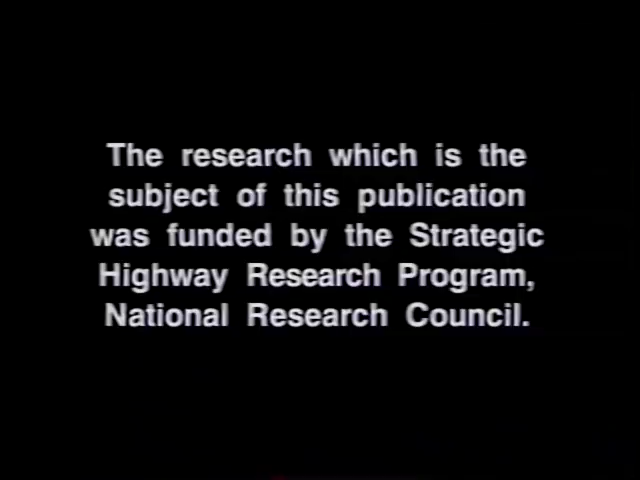 The research which is the
subject of this publication
was funded by the Strategic
Highway Research Program,
National Research Council.